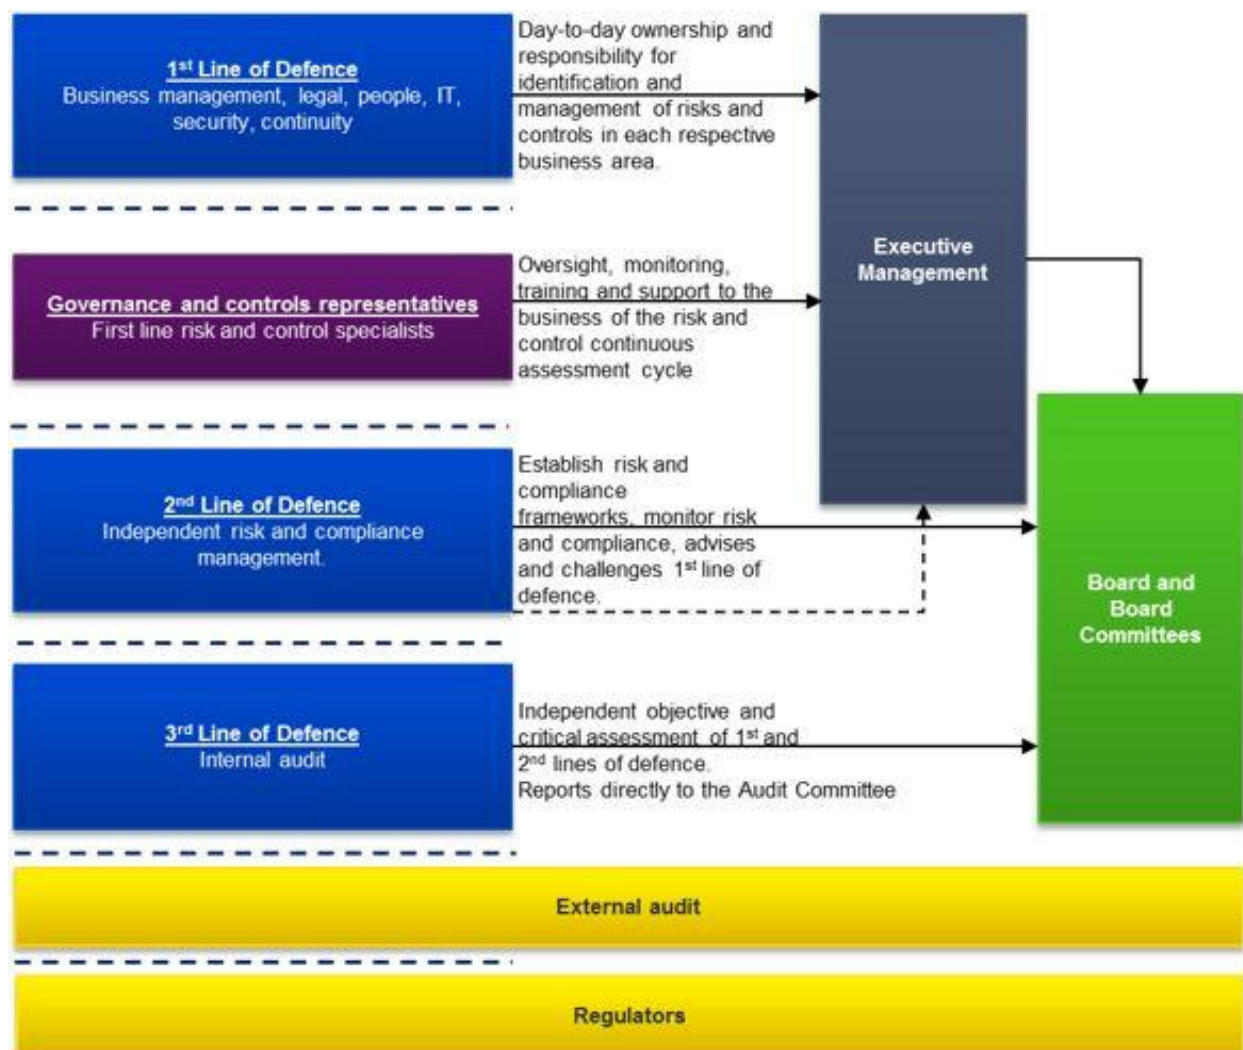 1st Line of Defence
Business management, legal, people, IT,
security, continuity
Day-to-day ownership and
responsibility for
identification and
management of risks and
controls in each respective
business area.
Executive
Management
Governance and controls representatives
First line risk and control specialists
Oversight, monitoring,
training and support to the
business of the risk and
control continuous
assessment cycle
2nd Line of Defence
Independent risk and compliance
management.
Establish risk and
compliance
frameworks, monitor risk
and compliance, advises
and challenges 1st line of
defence.
Board and
Board
Committees
3rd Line of Defence
Internal audit
Independent objective and
critical assessment of 1st and
2nd lines of defence.
Reports directly to the Audit Committee
External audit
Regulators